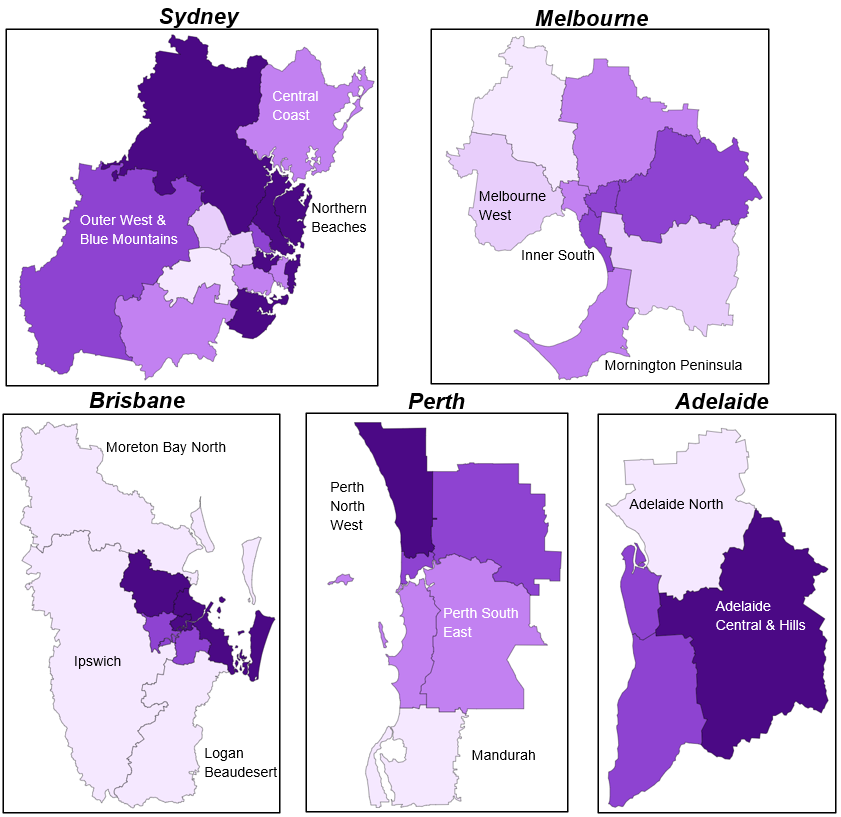 Sydney
Central
Coast
Northern
Beaches
Outer West &
Blue Mountains
Melbourne
Melbourne
West
Inner South
Mornington Peninsula
Brisbane
Moreton Bay North
Ipswich
Logan
Beaudesert
Perth
Perth
North
West
Perth South
East
Mandurah
Adelaide
Adelaide North
Adelaide
Central & Hills